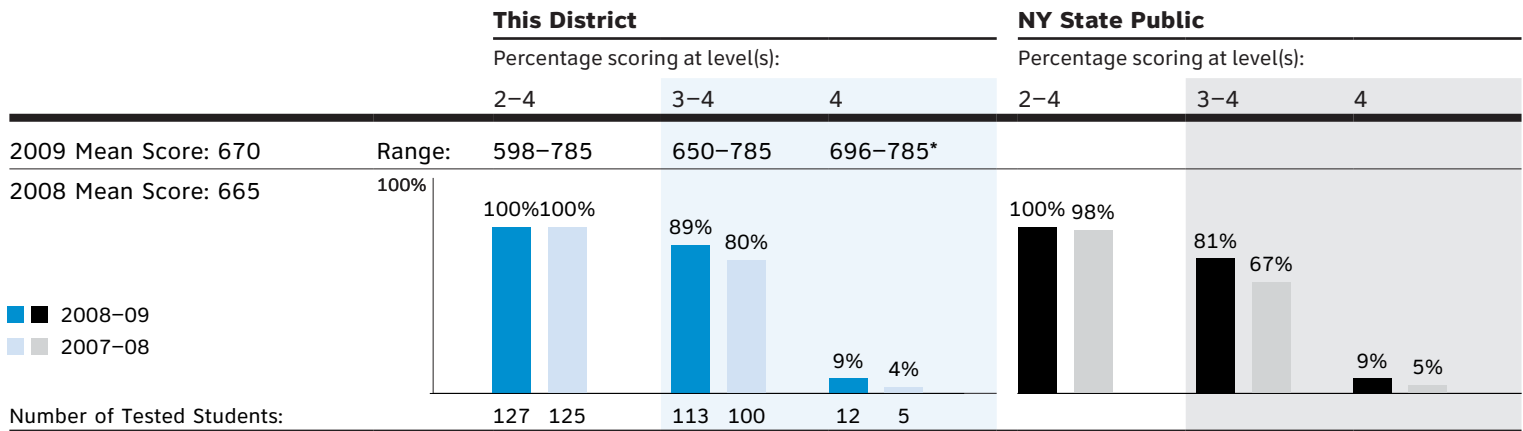 This District NY State Public
Percentage scoring at level(s): Percentage scoring at level(s):
2–4 3–4 4 2–4 3–4 4
2009 Mean Score: 670 Range: 598–785 650–785 696–785*
2008 Mean Score: 665 100%
100% 100% 89% 80% 9% 4% 100% 98% 81% 67% 9% 5%
2008–09
2007–08
Number of Tested Students: 127 125 113 100 12 5